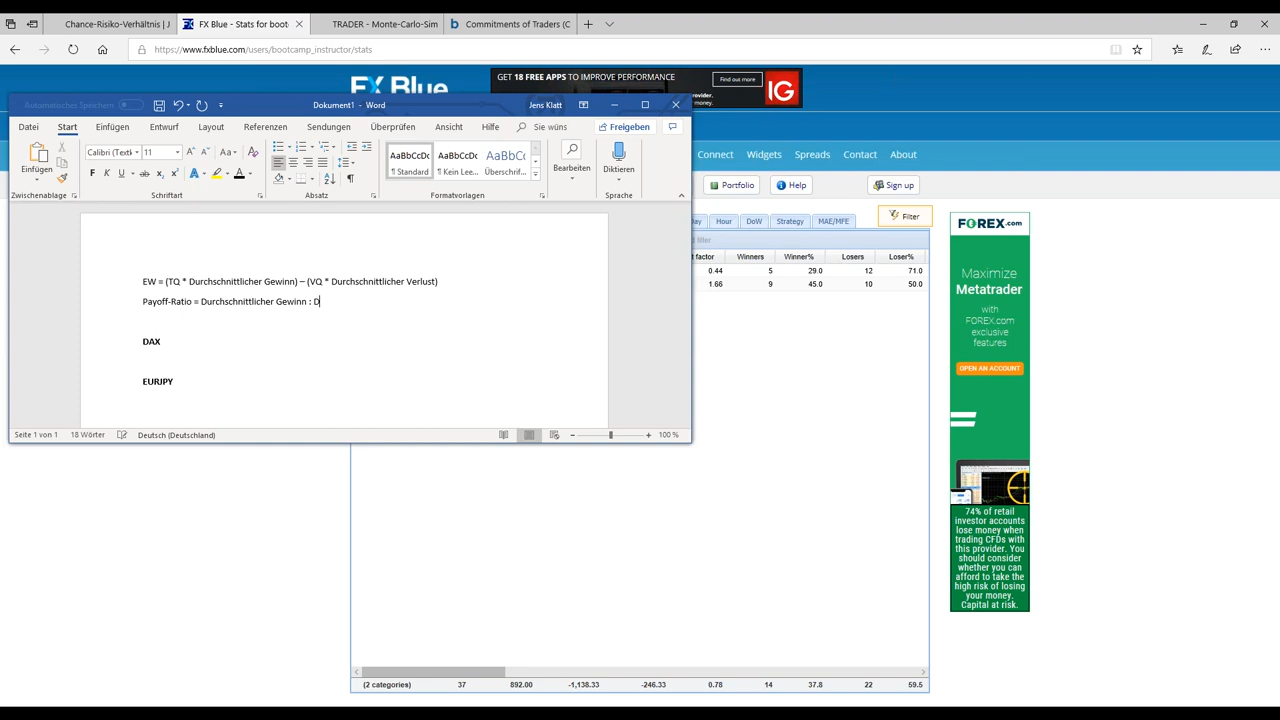 Chance-Risiko-Verhältnis | J
FX Blue - Stats for boot
TRADER - Monte-Carlo-Sim
Commitments of Traders (C
https://www.fxblue.com/users/bootcamp_instructor/stats
FX Blue
GET 18 FREE APPS TO IMPROVE PERFORMANCE
Find out more
IG
Automatisches Speichern
Dokument1 - Word
Jens Klatt
Datei Start Einfügen Entwurf Layout Referenzen Sendungen Überprüfen Ansicht Hilfe Sie wüns Freigeben
Connect Widgets Spreads Contact About
Einfügen
Calibri (Textk 11
AaBbCcDc AaBbCcDc AaBbCcDc
Standard Kein Lee... Überschrif...
Bearbeiten
Diktieren
Zwischenablage Schriftart Absatz Formatvorlagen Sprache
Portfolio Help Sign up
Day Hour DoW Strategy MAE/MFE
Filter
filter
factor Winners Winner% Losers Loser%
0.44 5 29.0 12 71.0
1.66 9 45.0 10 50.0
EW = (TQ * Durchschnittlicher Gewinn) – (VQ * Durchschnittlicher Verlust)
Payoff-Ratio = Durchschnittlicher Gewinn : D
DAX
EURJPY
Seite 1 von 1 18 Wörter Deutsch (Deutschland) 100 %
(2 categories) 37 892.00 -1,138.33 -246.33 0.78 14 37.8 22 59.5
FOREX.com
Maximize
Metatrader
with
FOREX.com
exclusive
features
OPEN AN ACCOUNT
74% of retail
investor accounts
lose money when
trading CFDs with
this provider. You
should consider
whether you can
afford to take the
high risk of losing
your money.
Capital at risk.